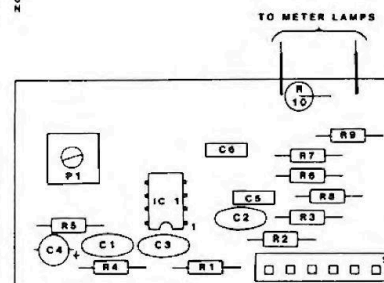 TO METER LAMPS
R
10
R9
C6
R7
P1
R6
IC 1
C5
R8
1
C2
R3
R5
C4
+
C1
C3
R2
R4
R1